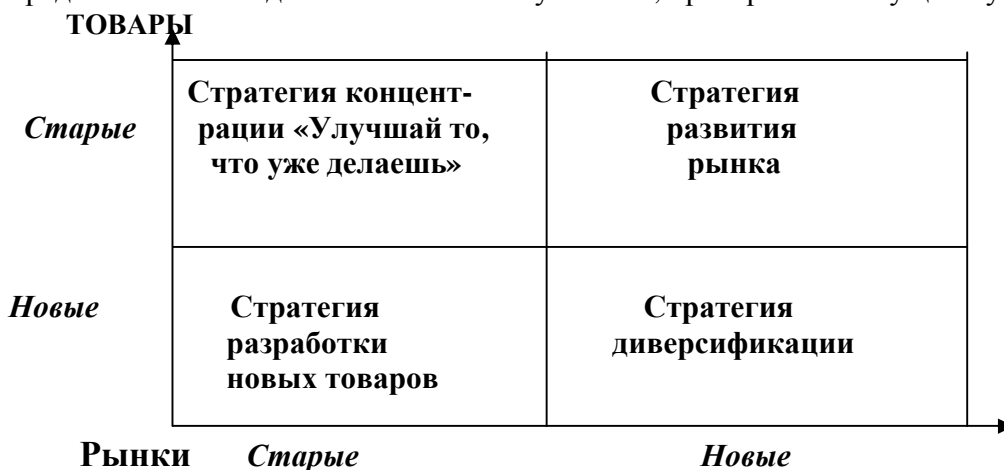 ТОВАРЫ
Стратегия концент- Стратегия
Старые рации «Улучшай то, развития
что уже делаешь» рынка
Новые Стратегия Стратегия
разработки диверсификации
новых товаров
Рынки Старые Новые